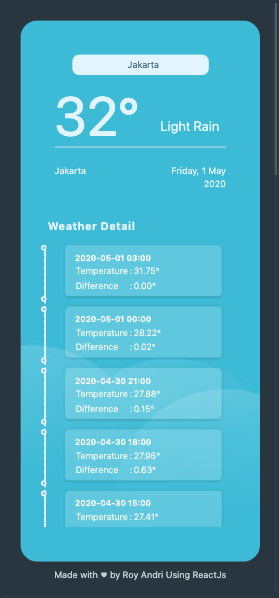 Jakarta
32°
Light Rain
Jakarta
Friday, 1 May
2020
Weather Detail
2020-05-01 03:00
Temperature : 31.75°
Difference : 0.00°
2020-05-01 00:00
Temperature : 28.22°
Difference : 0.02°
2020-04-30 21:00
Temperature : 27.88°
Difference : 0.15°
2020-04-30 18:00
Temperature : 27.96°
Difference : 0.63°
2020-04-30 15:00
Temperature : 27.41°
Made with ♥ by Roy Andri Using ReactJs